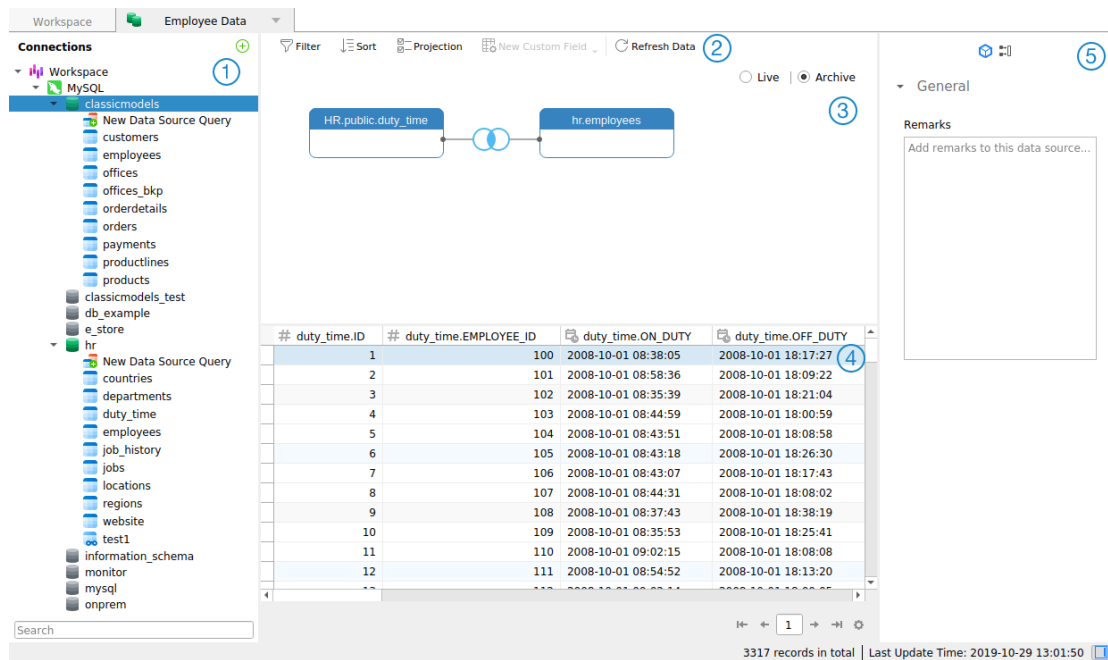 Workspace
Employee Data
Connections
1
Workspace
MySQL
classicmodels
New Data Source Query
customers
employees
offices
offices_bkp
orderdetails
orders
payments
productlines
products
classicmodels_test
db_example
e_store
hr
New Data Source Query
countries
departments
duty_time
employees
job_history
jobs
locations
regions
website
test1
information_schema
monitor
mysql
onprem
Search
Filter Sort Projection New Custom Field Refresh Data 2
Live | Archive
3
HR.public.duty_time
hr.employees
# duty_time.ID # duty_time.EMPLOYEE_ID duty_time.ON_DUTY duty_time.OFF_DUTY
1 100 2008-10-01 08:38:05 2008-10-01 18:17:27
4
2 101 2008-10-01 08:58:36 2008-10-01 18:09:22
3 102 2008-10-01 08:35:39 2008-10-01 18:21:04
4 103 2008-10-01 08:44:59 2008-10-01 18:00:59
5 104 2008-10-01 08:43:51 2008-10-01 18:08:58
6 105 2008-10-01 08:43:18 2008-10-01 18:26:30
7 106 2008-10-01 08:43:07 2008-10-01 18:17:43
8 107 2008-10-01 08:44:31 2008-10-01 18:08:02
9 108 2008-10-01 08:37:43 2008-10-01 18:38:19
10 109 2008-10-01 08:35:53 2008-10-01 18:25:41
11 110 2008-10-01 09:02:15 2008-10-01 18:08:08
12 111 2008-10-01 08:54:52 2008-10-01 18:13:20
1
5
General
Remarks
Add remarks to this data source...
3317 records in total | Last Update Time: 2019-10-29 13:01:50